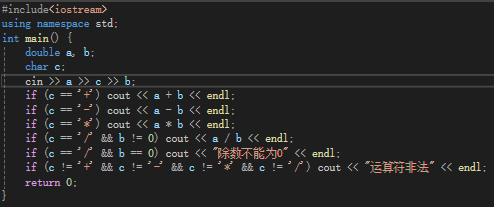 #include<iostream>
using namespace std;
int main() {
double a, b;
char c;
cin >> a >> c >> b;
if (c == '+') cout << a + b << endl;
if (c == '-') cout << a - b << endl;
if (c == '*') cout << a * b << endl;
if (c == '/' && b != 0) cout << a / b << endl;
if (c == '/' && b == 0) cout << "除数不能为0" << endl;
if (c != '+' && c != '-' && c != '*' && c != '/') cout << "运算符非法" << endl;
return 0;
}